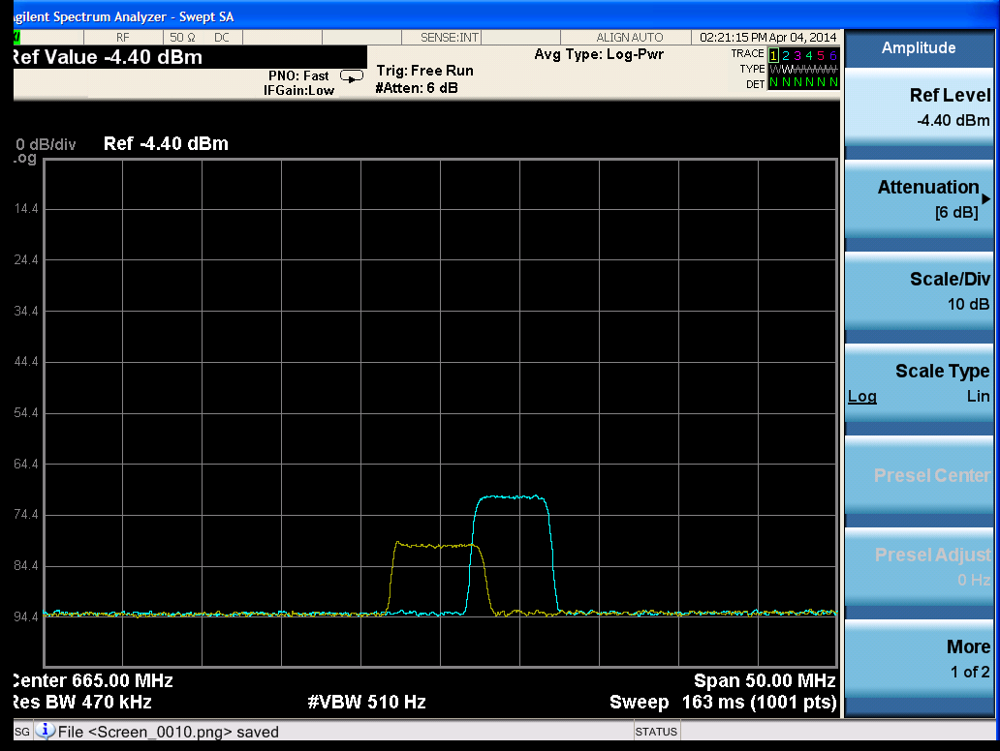 gilent Spectrum Analyzer - Swept SA
RF 50 Ω DC SENSE:INT ALIGN AUTO 02:21:15 PM Apr 04, 2014
Ref Value -4.40 dBm
PNO: Fast
IFGain:Low
Trig: Free Run
#Atten: 6 dB
Avg Type: Log-Pwr
TRACE 1 2 3 4 5 6
TYPE
DET N N N N N N
0 dB/div Ref -4.40 dBm
og
14.4
24.4
34.4
44.4
54.4
64.4
74.4
84.4
94.4
Center 665.00 MHz Span 50.00 MHz
Res BW 470 kHz #VBW 510 Hz Sweep 163 ms (1001 pts)
SG File <Screen_0010.png> saved STATUS
Amplitude
Ref Level
-4.40 dBm
Attenuation
[6 dB]
Scale/Div
10 dB
Scale Type
Log Lin
Presel Center
Presel Adjust
0 Hz
More
1 of 2